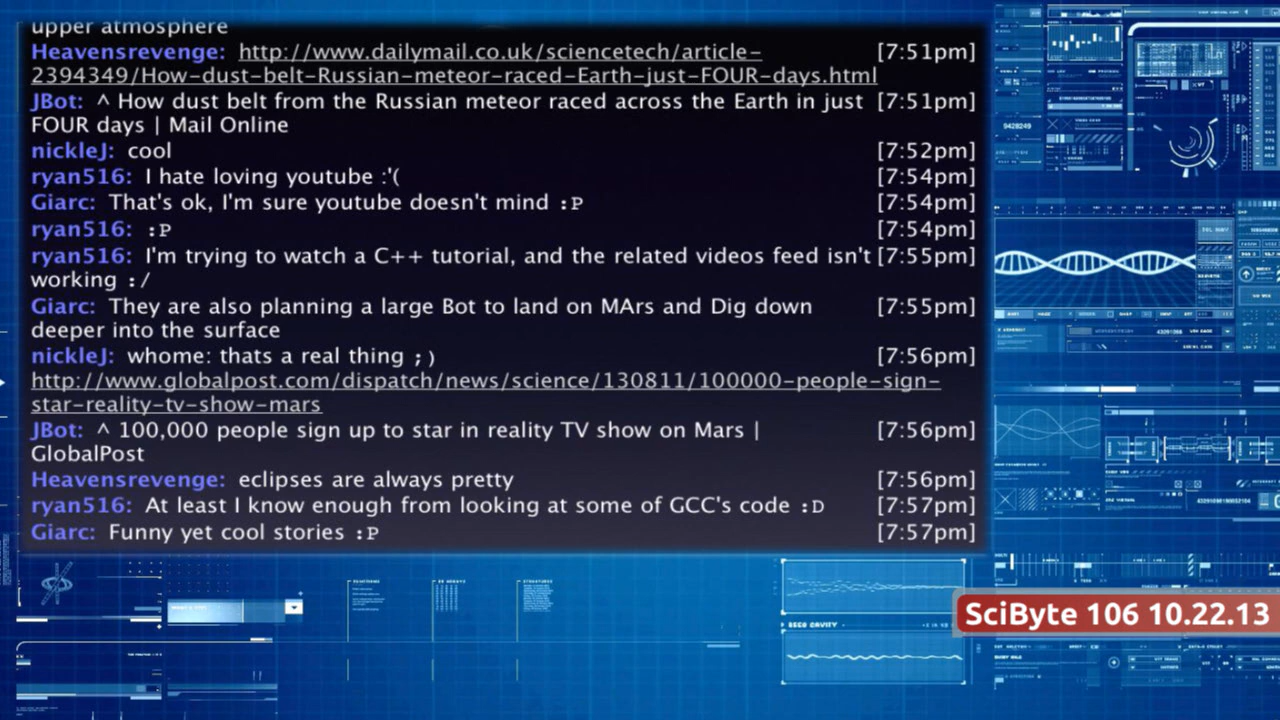 upper atmosphere
Heavensrevenge: http://www.dailymail.co.uk/sciencetech/article- [7:51pm]
2394349/How-dust-belt-Russian-meteor-raced-Earth-just-FOUR-days.html
JBot: ^ How dust belt from the Russian meteor raced across the Earth in just [7:51pm]
FOUR days | Mail Online
nickleJ: cool [7:52pm]
ryan516: I hate loving youtube :'( [7:54pm]
Giarc: That's ok, I'm sure youtube doesn't mind :P [7:54pm]
ryan516: :P [7:54pm]
ryan516: I'm trying to watch a C++ tutorial, and the related videos feed isn't [7:55pm]
working :/
Giarc: They are also planning a large Bot to land on MArs and Dig down [7:55pm]
deeper into the surface
nickleJ: whome: thats a real thing ;) [7:56pm]
http://www.globalpost.com/dispatch/news/science/130811/100000-people-sign-
star-reality-tv-show-mars
JBot: ^ 100,000 people sign up to star in reality TV show on Mars | [7:56pm]
GlobalPost
Heavensrevenge: eclipses are always pretty [7:56pm]
ryan516: At least I know enough from looking at some of GCC's code :D [7:57pm]
Giarc: Funny yet cool stories :P [7:57pm]
9428249
SciByte 106 10.22.13